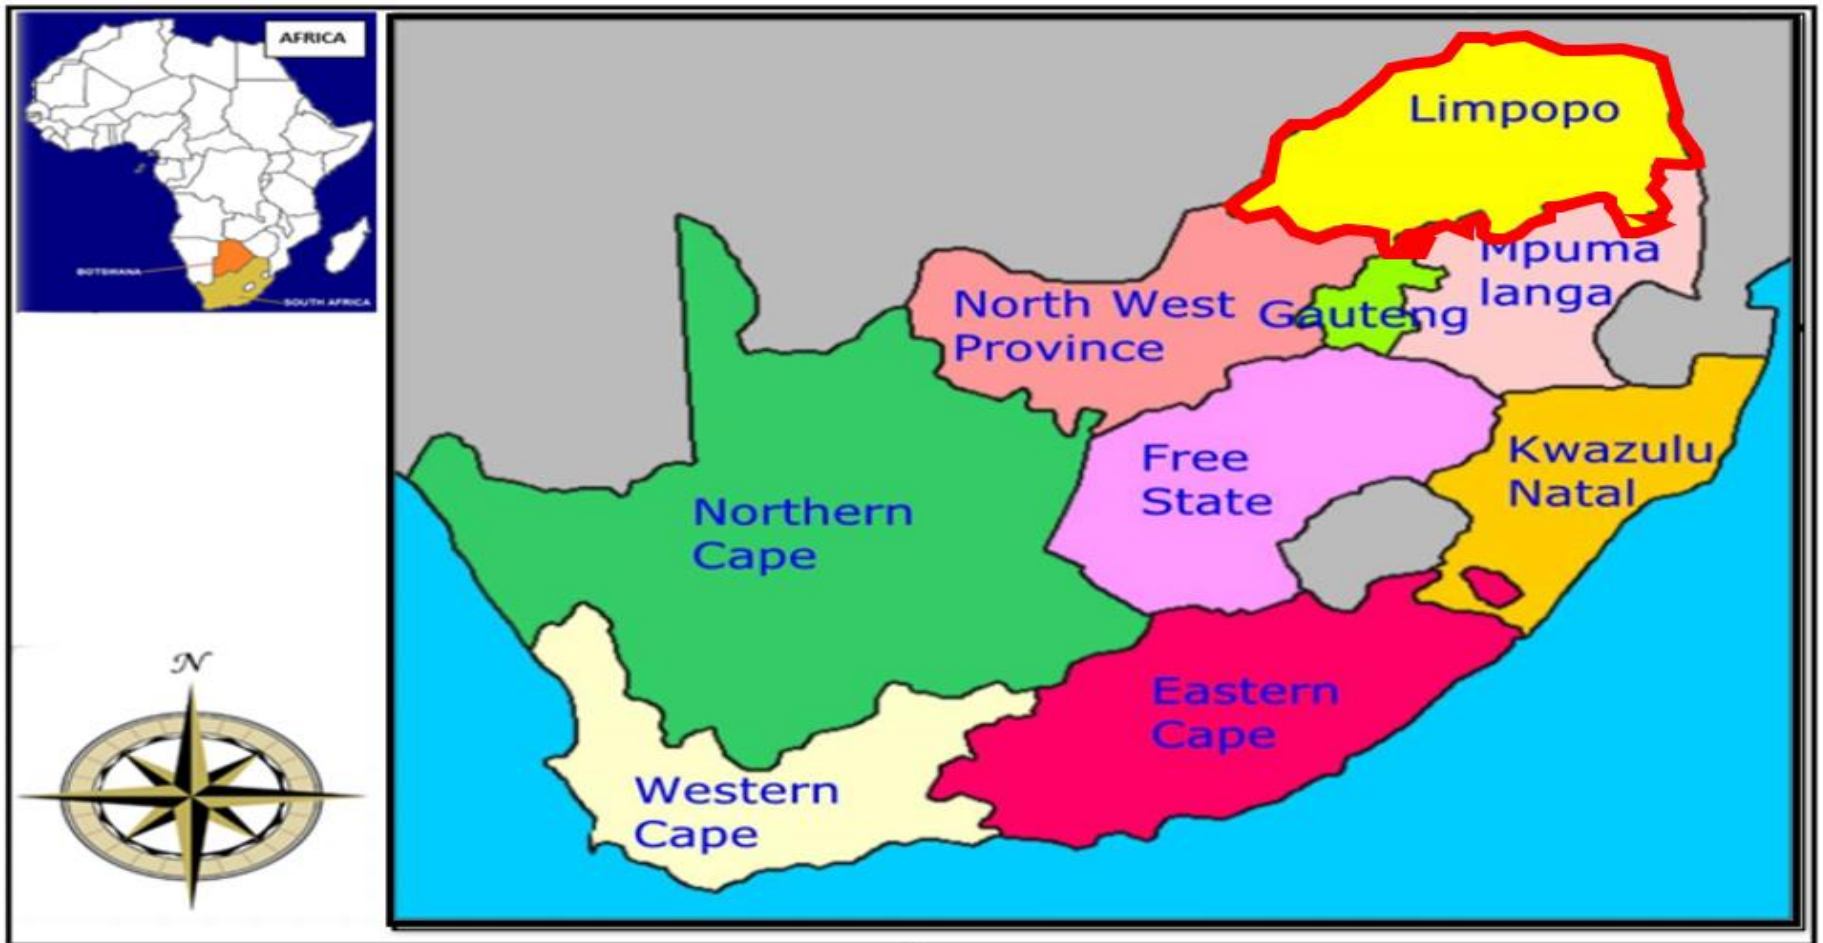 AFRICA
BOTSWANA
SOUTH AFRICA
N
Limpopo
Mpuma
langa
North West
Province
Gauteng
Free
State
Kwazulu
Natal
Northern
Cape
Eastern
Cape
Western
Cape